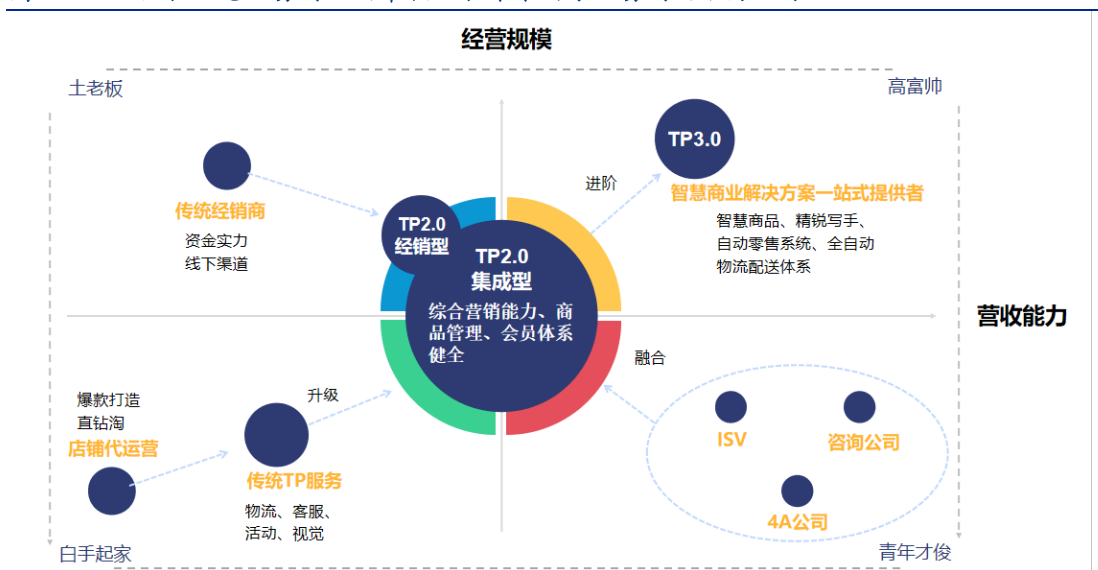 经营规模
土老板
高富帅
TP3.0
进阶
智慧商业解决方案一站式提供者
传统经销商
智慧商品、精锐写手、
自动零售系统、全自动
物流配送体系
资金实力
线下渠道
TP2.0
经销型
TP2.0
集成型
综合营销能力、商
品管理、会员体系
健全
营收能力
融合
升级
爆款打造
直钻淘
店铺代运营
传统TP服务
物流、客服、
活动、视觉
ISV
咨询公司
4A公司
白手起家
青年才俊